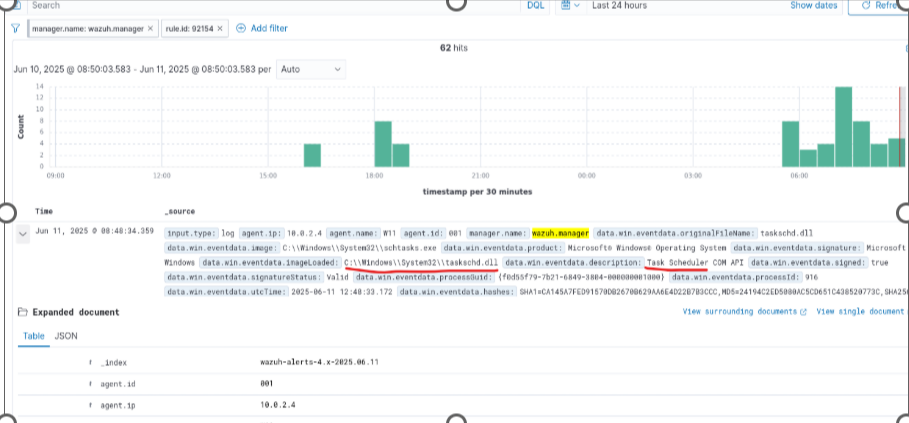 Search DQL Last 24 hours Show dates Refre
manager.name: wazuh.manager × rule.id: 92154 × Add filter
62 hits
Jun 10, 2025 @ 08:50:03.583 - Jun 11, 2025 @ 08:50:03.583 per Auto
Count
14
12
10
8
6
4
2
0
09:00 12:00 15:00 18:00 21:00 00:00 03:00 06:00
timestamp per 30 minutes
Time _source
Jun 11, 2025 @ 08:48:34.359 input.type: log agent.ip: 10.0.2.4 agent.name: W11 agent.id: 001 manager.name: wazuh.manager data.win.eventdata.originalFileName: taskschd.dll
data.win.eventdata.image: C:\\Windows\\System32\\schtasks.exe data.win.eventdata.product: Microsoft® Windows® Operating System data.win.eventdata.signature: Microsoft
Windows data.win.eventdata.imageLoaded: C:\\Windows\\System32\\taskschd.dll data.win.eventdata.description: Task Scheduler COM API data.win.eventdata.signed: true
data.win.eventdata.signatureStatus: Valid data.win.eventdata.processGuid: data.win.eventdata.processId: 916
data.win.eventdata.utcTime: 2025-06-11 12:48:33.172 data.win.eventdata.hashes:
Expanded document View surrounding documents View single document
Table JSON
t _index wazuh-alerts-4.x-2025.06.11
t agent.id 001
t agent.ip 10.0.2.4